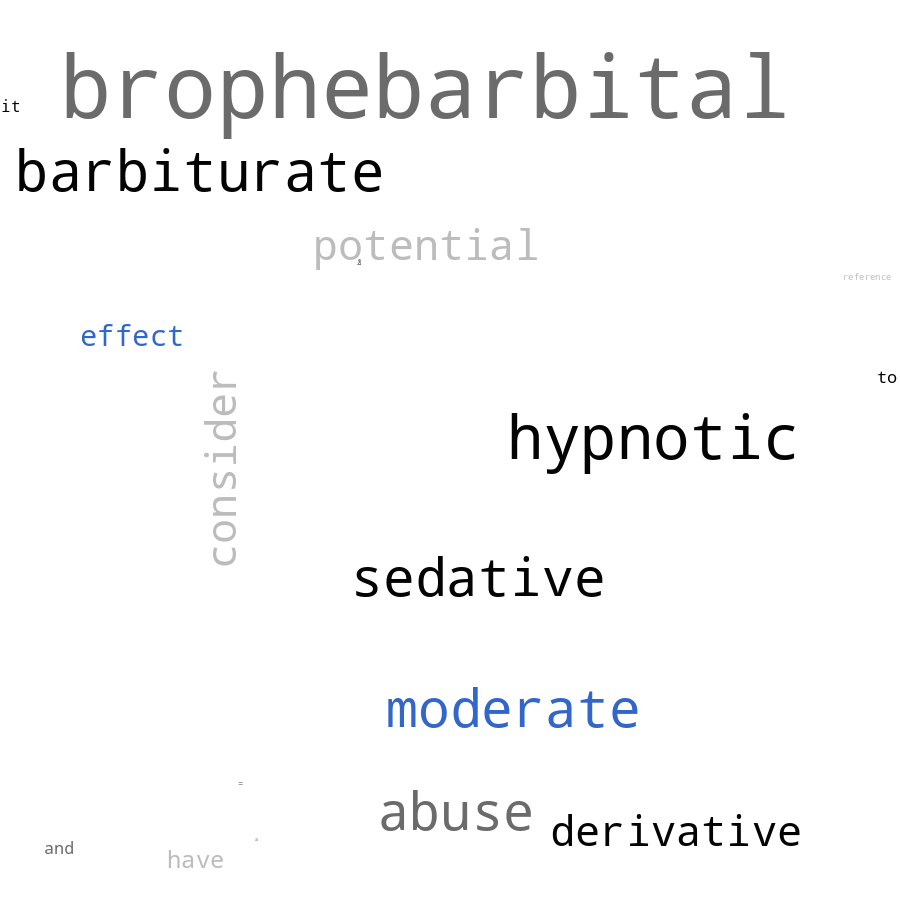 brophebarbital
it
barbiturate
potential
reference
effect
to
consider
hypnotic
sedative
moderate
=
abuse
derivative
and
have